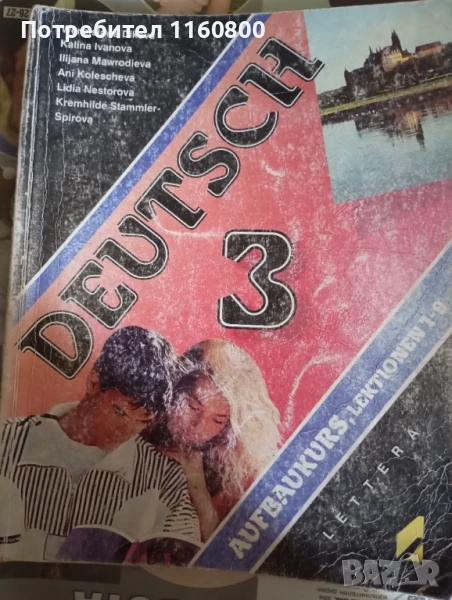 Потребител 1160800
Kalina Ivanova
Ilijana Mawrodieva
Ani Kolescheva
Lidia Nestorova
Kremhilde Stammler-
Spirova
DEUTSCH
3
AUFBAUKURS, LEKTIONEN 1-9
LETTERA
BAZAR